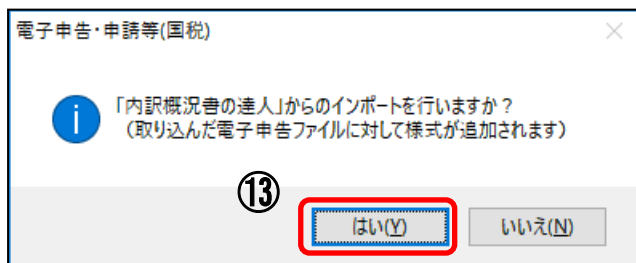 電子申告・申請等(国税)
「内訳概況書の達人」からのインポートを行いますか？
（取り込んだ電子申告ファイルに対して様式が追加されます）
⑬
はい(Y)
いいえ(N)